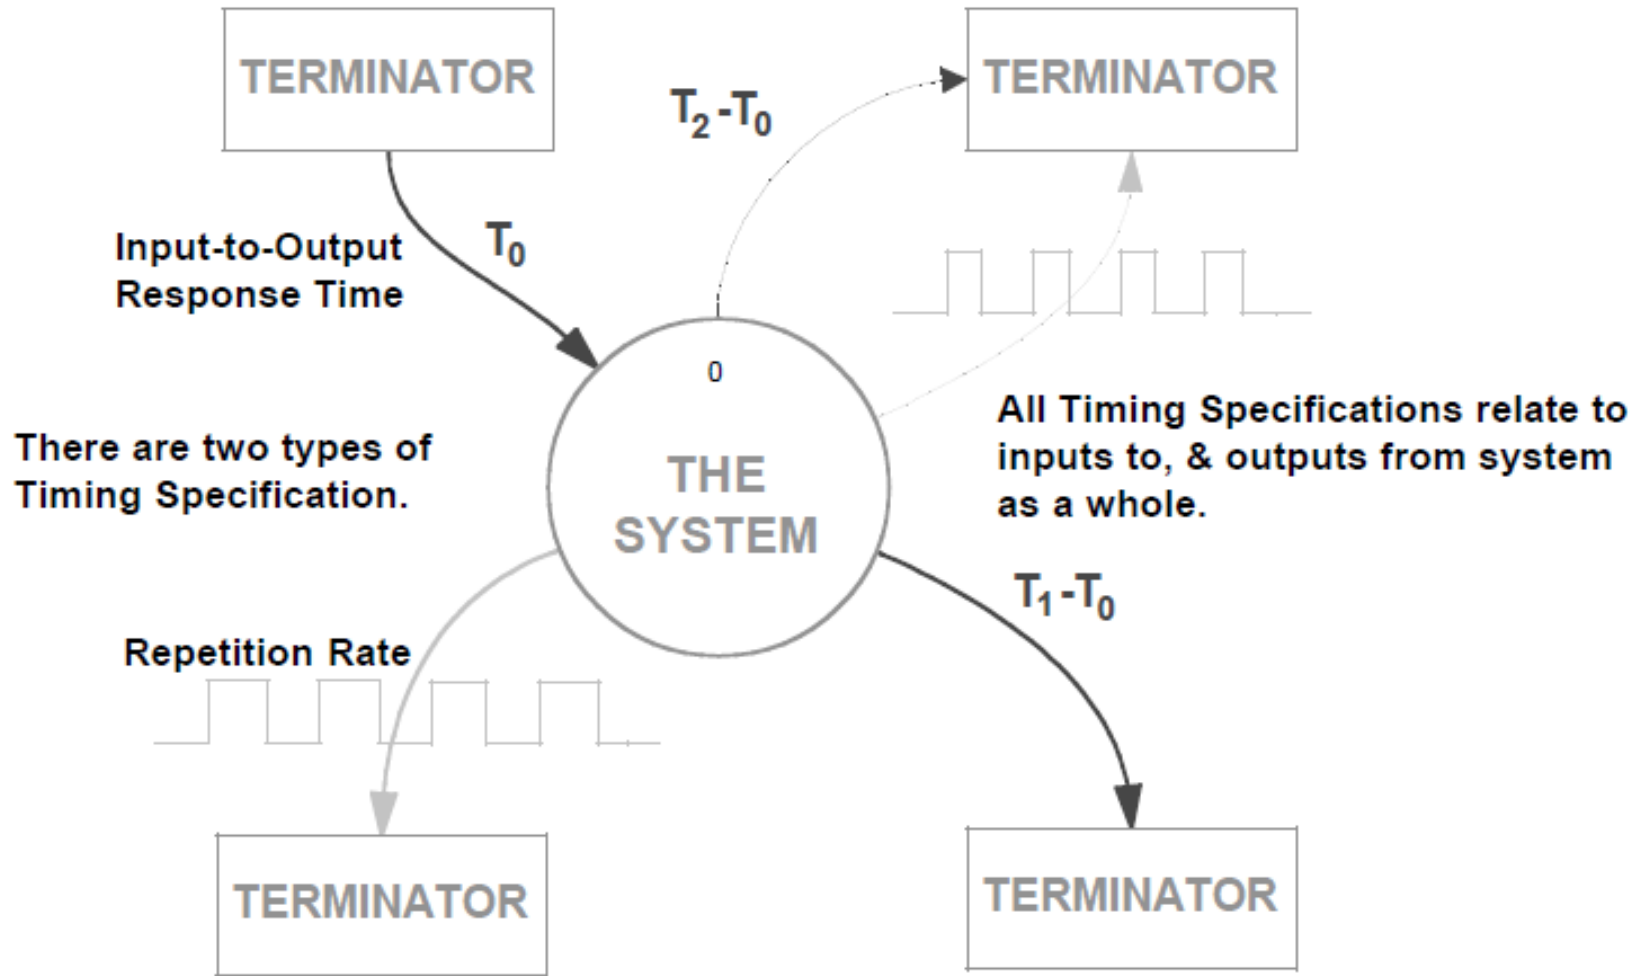 TERMINATOR
TERMINATOR
T2-T0
T0
Input-to-Output
Response Time
0
There are two types of
Timing Specification.
THE
SYSTEM
All Timing Specifications relate to
inputs to, & outputs from system
as a whole.
T1-T0
Repetition Rate
TERMINATOR
TERMINATOR